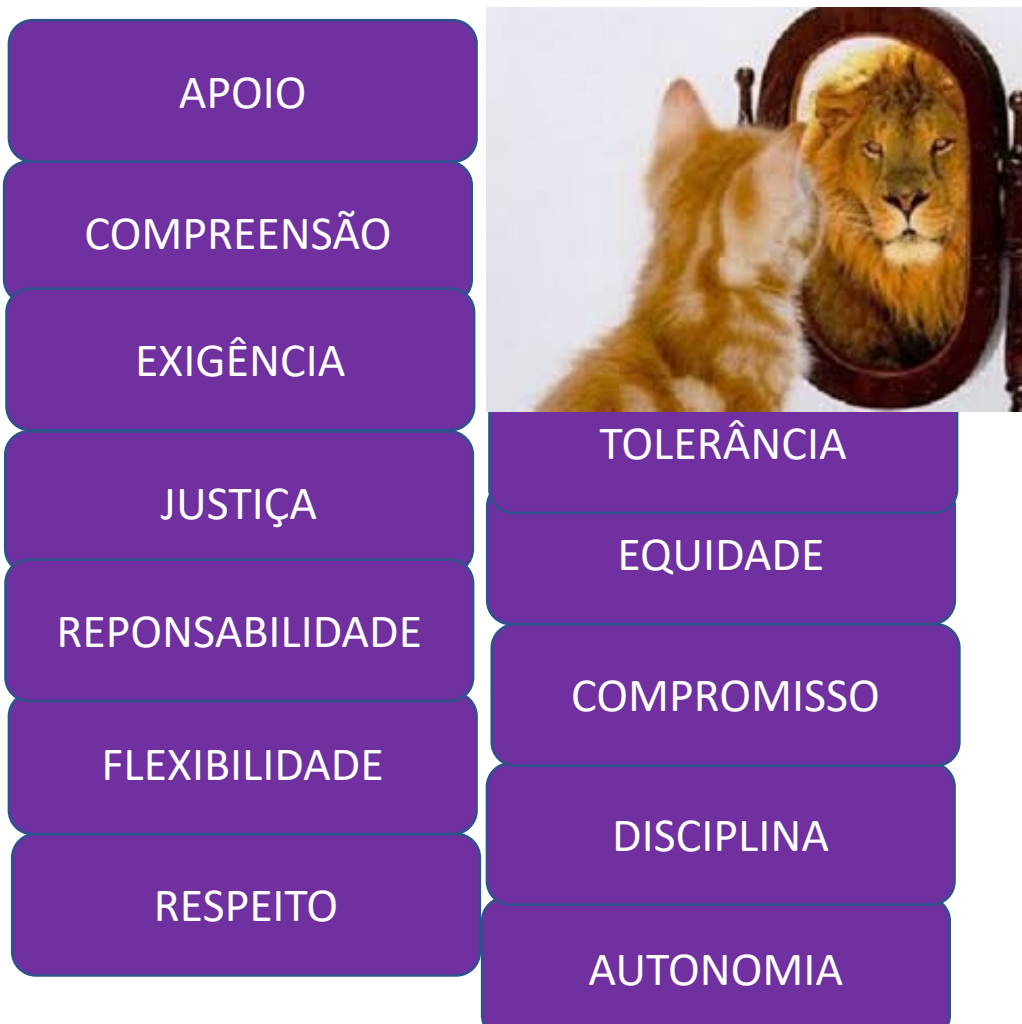 APOIO
COMPREENSÃO
EXIGÊNCIA
JUSTIÇA
REPONSABILIDADE
FLEXIBILIDADE
RESPEITO
TOLERÂNCIA
EQUIDADE
COMPROMISSO
DISCIPLINA
AUTONOMIA